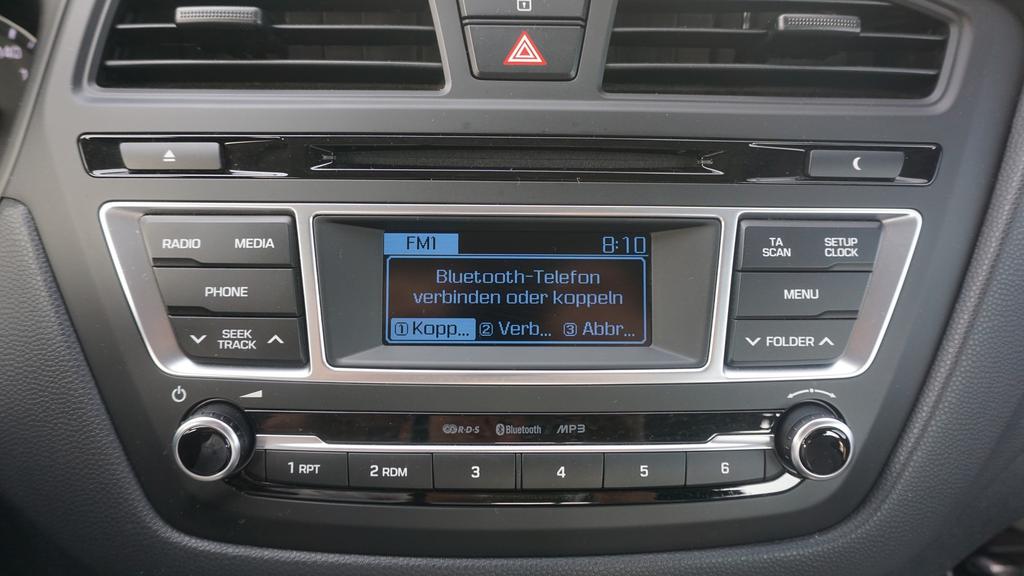 RADIO MEDIA
PHONE
SEEK
TRACK
FM1 8:10
Bluetooth-Telefon
verbinden oder koppeln
1 Kopp... 2 Verb... 3 Abbr...
TA
SCAN
SETUP
CLOCK
MENU
FOLDER
R·D·S Bluetooth MP3
1 RPT 2 RDM 3 4 5 6